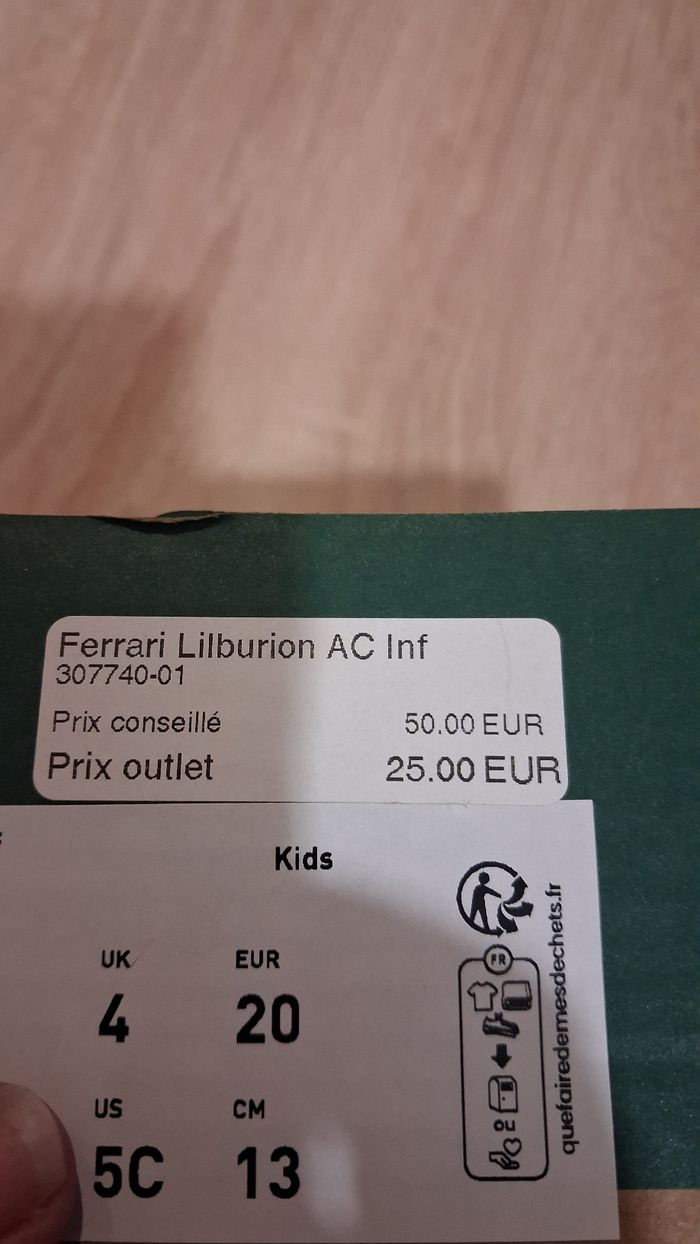 Ferrari Lilburion AC Inf
307740-01
Prix conseillé 50.00 EUR
Prix outlet 25.00 EUR
Kids
UK EUR
4 20
US CM
5C 13
FR
OU
quefairedemesdechets.fr